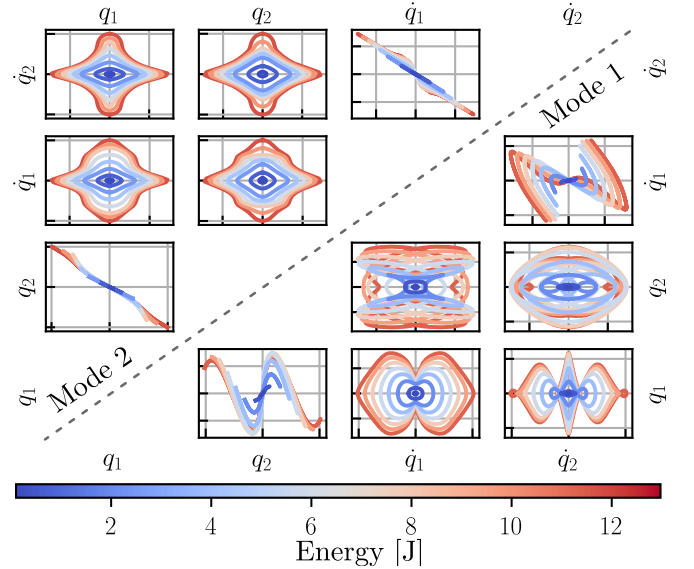 q₁ q₂ q̇₁ q̇₂
q̇₂ q̇₂
Mode 1
q̇₁ q̇₁
q₂ q₂
Mode 2
q₁ q₁
q₁ q₂ q̇₁ q̇₂
2 4 6 8 10 12
Energy [J]